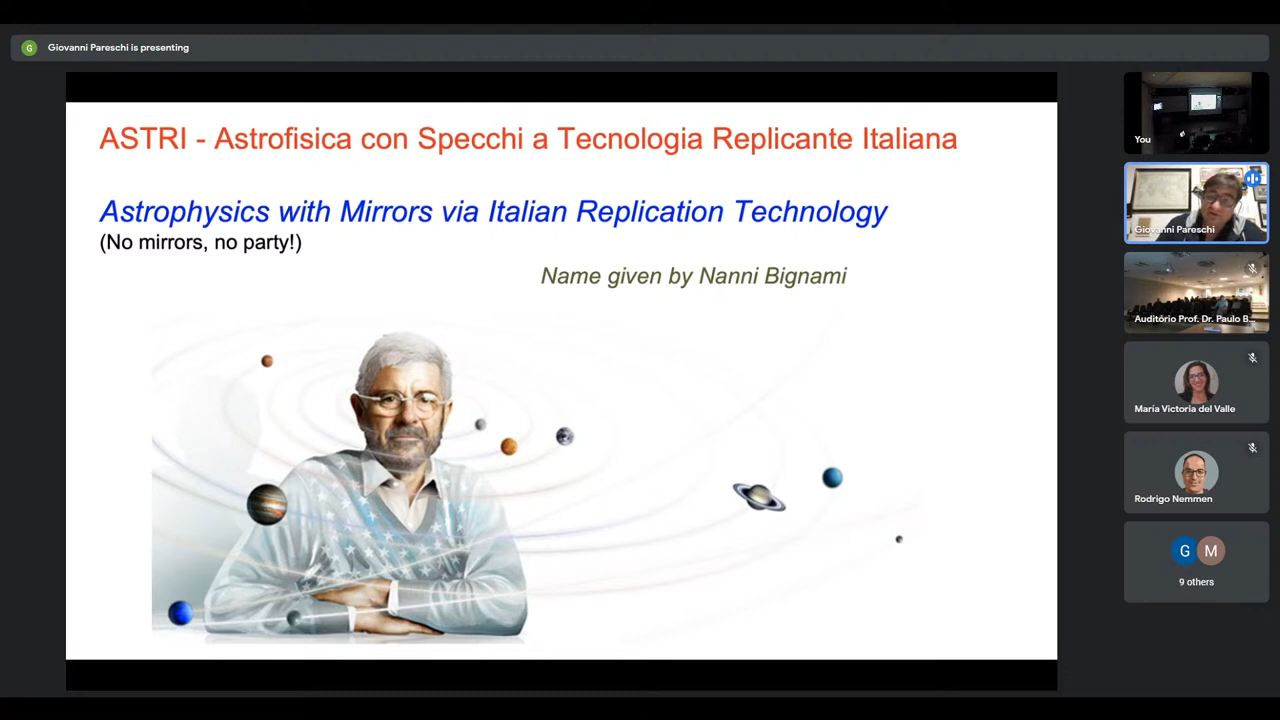 G
Giovanni Pareschi is presenting
ASTRI - Astrofisica con Specchi a Tecnologia Replicante Italiana
Astrophysics with Mirrors via Italian Replication Technology
(No mirrors, no party!)
Name given by Nanni Bignami
You
Giovanni Pareschi
Auditório Prof. Dr. Paulo B...
María Victoria del Valle
Rodrigo Nemmen
G M
9 others